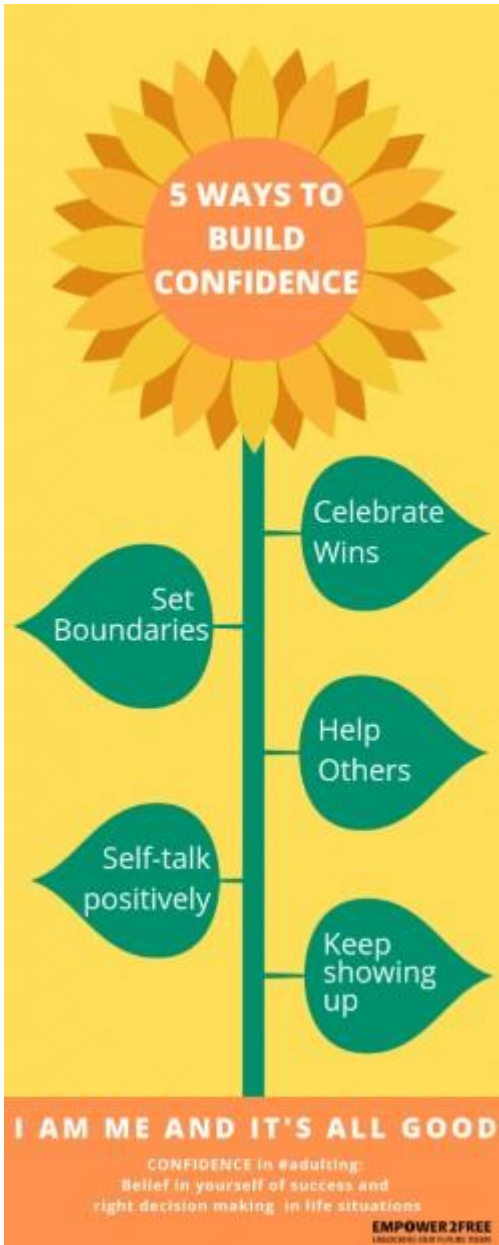 5 WAYS TO
BUILD
CONFIDENCE
Celebrate
Wins
Set
Boundaries
Help
Others
Self-talk
positively
Keep
showing
up
I AM ME AND IT'S ALL GOOD
CONFIDENCE in #adulting:
Belief in yourself of success and
right decision making in life situations
EMPOWER2FREE